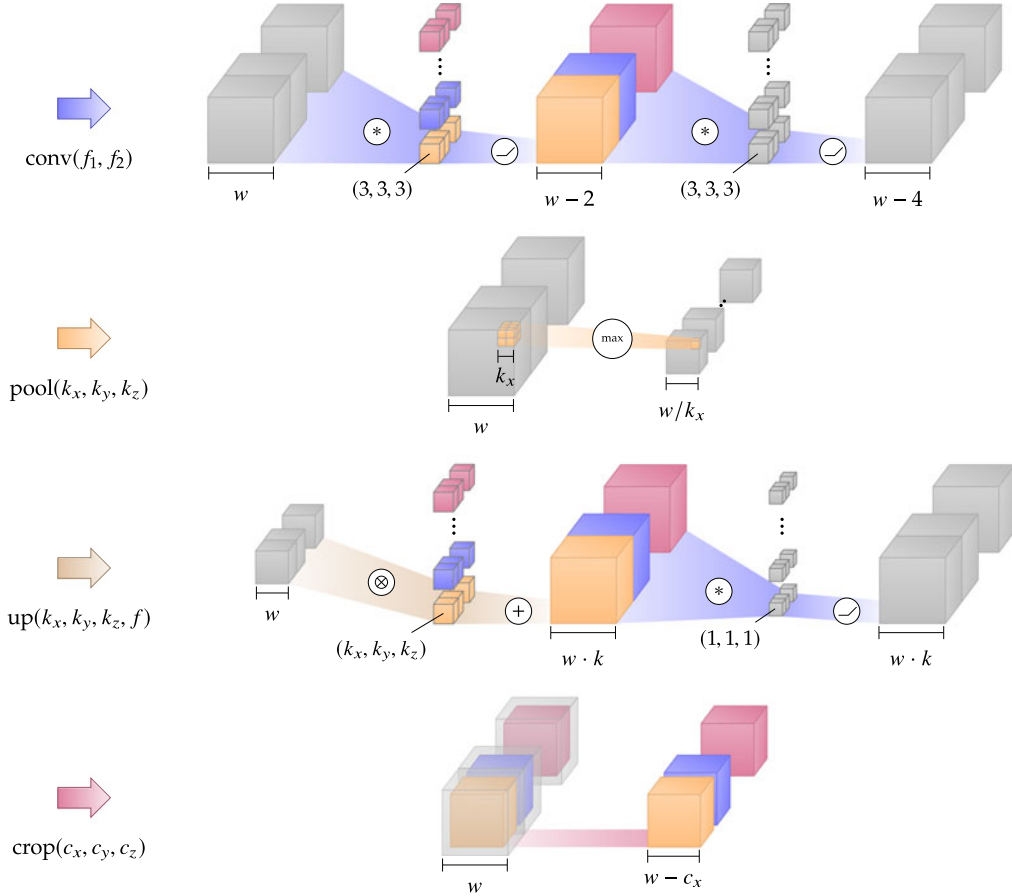 conv(f₁, f₂)
*
(3, 3, 3)
*
(3, 3, 3)
w
w − 2
w − 4
max
kₓ
pool(kₓ, k_y, k_z)
w
w/kₓ
⊗
+
*
up(kₓ, k_y, k_z, f)
w
(kₓ, k_y, k_z)
w · k
(1, 1, 1)
w · k
crop(cₓ, c_y, c_z)
w
w − cₓ